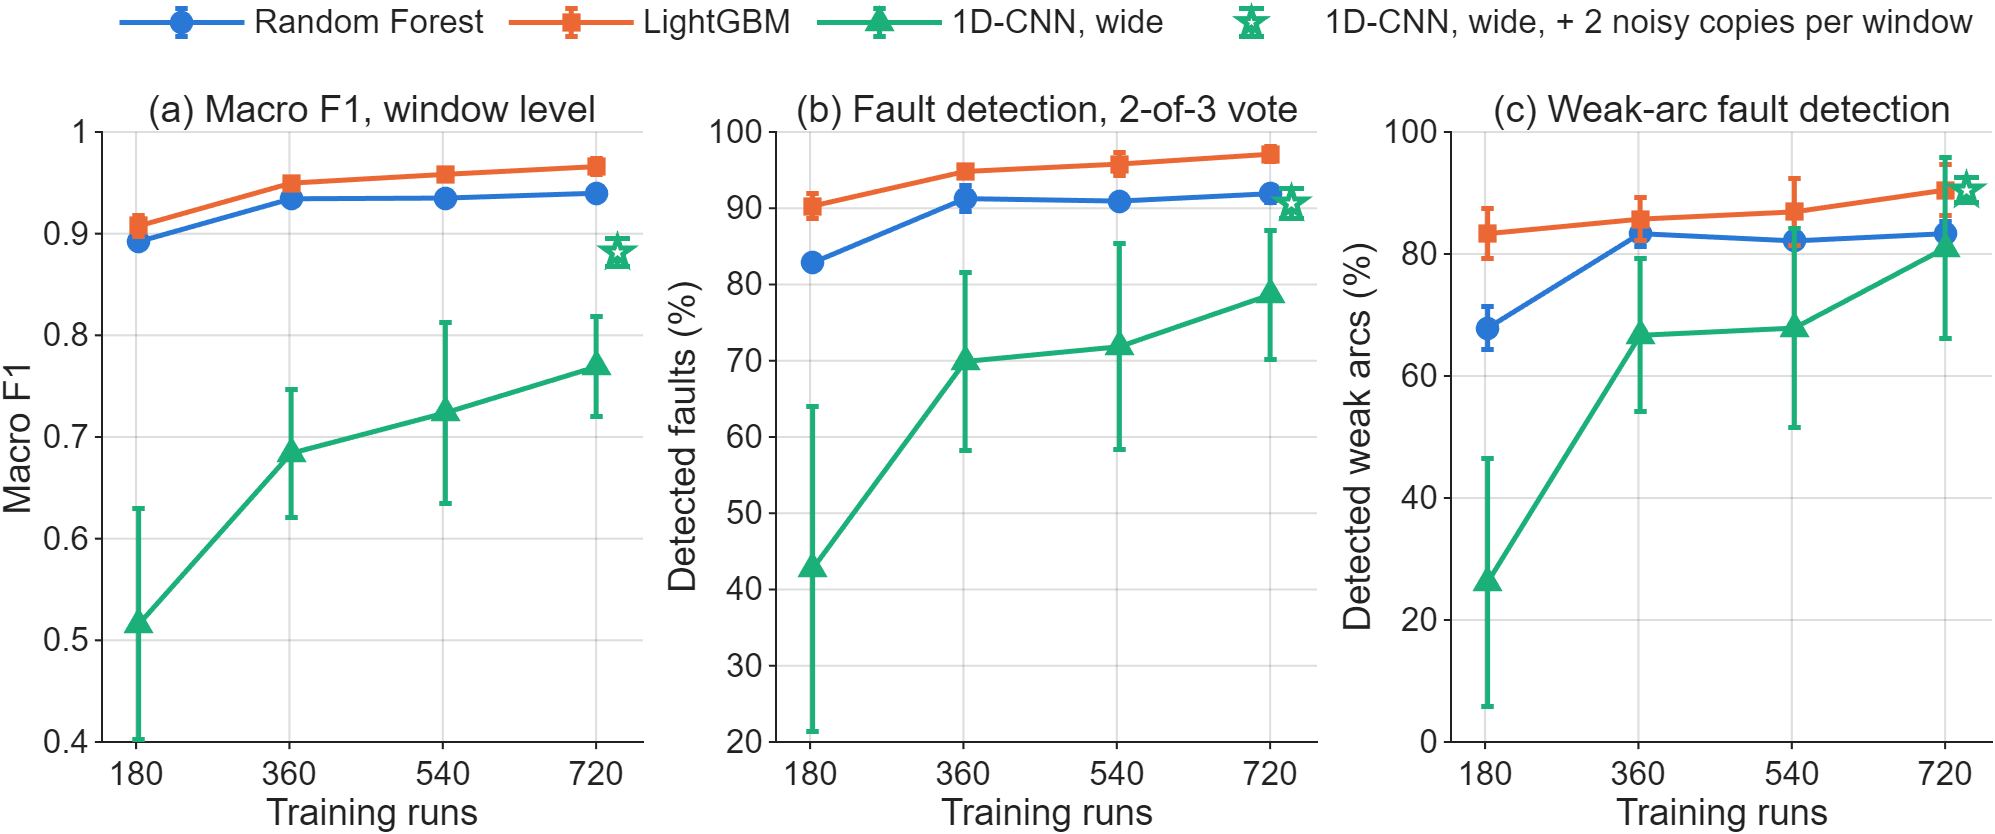 Random Forest LightGBM 1D-CNN, wide 1D-CNN, wide, + 2 noisy copies per window
(a) Macro F1, window level
Macro F1
1
0.9
0.8
0.7
0.6
0.5
0.4
180 360 540 720
Training runs
(b) Fault detection, 2-of-3 vote
Detected faults (%)
100
90
80
70
60
50
40
30
20
180 360 540 720
Training runs
(c) Weak-arc fault detection
Detected weak arcs (%)
100
80
60
40
20
0
180 360 540 720
Training runs